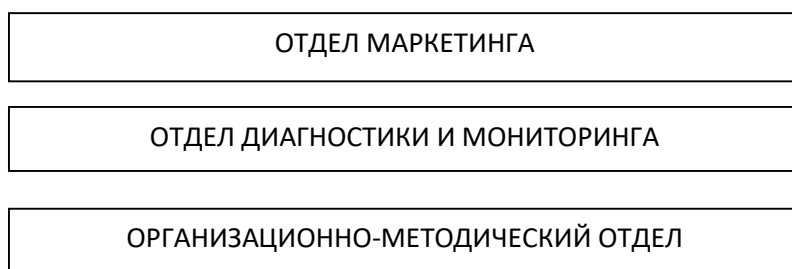 ОТДЕЛ МАРКЕТИНГА
ОТДЕЛ ДИАГНОСТИКИ И МОНИТОРИНГА
ОРГАНИЗАЦИОННО-МЕТОДИЧЕСКИЙ ОТДЕЛ